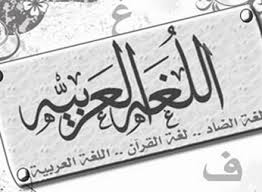 ع
اللغة العربية
لغة الضاد .. لغة القرآن .. اللغة العربية
ف